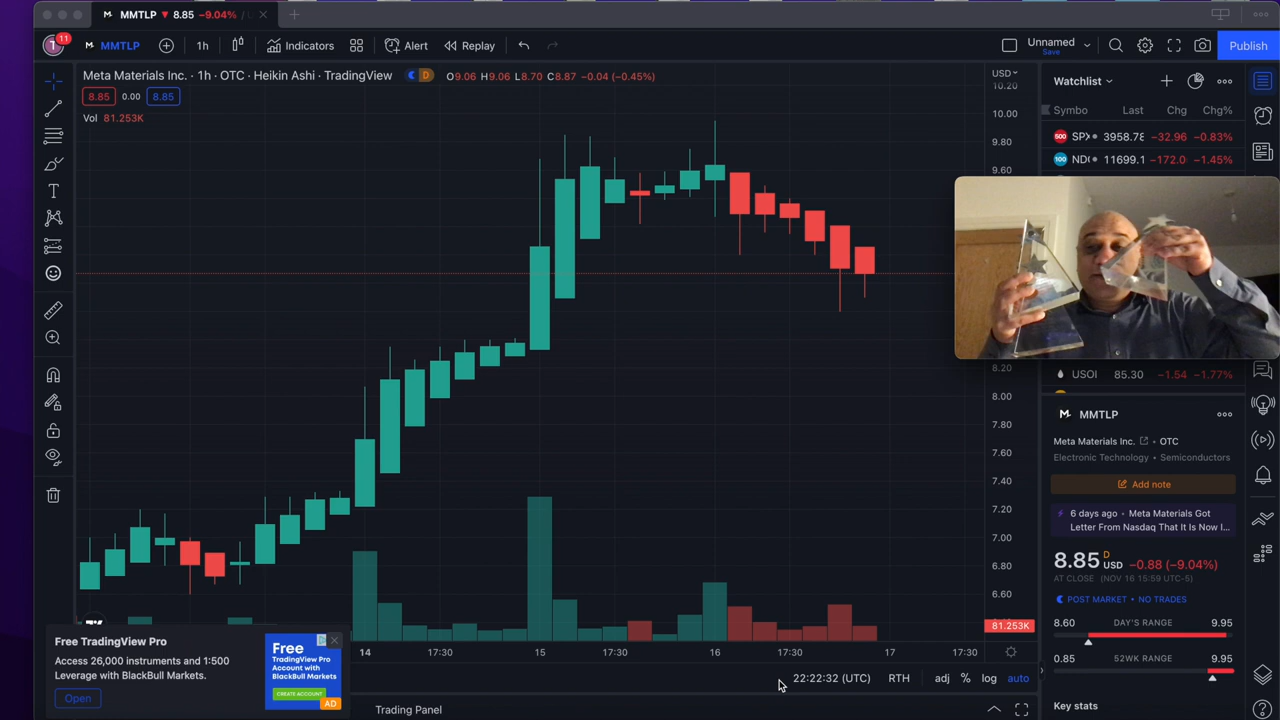 MMTLP ▼ 8.85 −9.04% /
11
MMTLP
1h
Indicators
Alert
Replay
Unnamed
Save
Publish
Meta Materials Inc. · 1h · OTC · Heikin Ashi · TradingView
D
O9.06 H9.06 L8.70 C8.87 −0.04 (−0.45%)
8.85 0.00 8.85
Vol 81.253K
USD
10.20
10.00
9.80
9.60
8.20
8.00
7.80
7.60
7.40
7.20
7.00
6.80
6.60
81.253K
14 17:30 15 17:30 16 17:30 17 17:30
Watchlist
Symbo Last Chg Chg%
500 SPX 3958.78 −32.96 −0.83%
100 NDX 11699.1 −172.0 −1.45%
USOI 85.30 −1.54 −1.77%
MMTLP
Meta Materials Inc. • OTC
Electronic Technology • Semiconductors
Add note
6 days ago • Meta Materials Got
Letter From Nasdaq That It Is Now I...
8.85 D USD −0.88 (−9.04%)
AT CLOSE (NOV 16 15:59 UTC-5)
POST MARKET • NO TRADES
8.60 DAY'S RANGE 9.95
0.85 52WK RANGE 9.95
Key stats
Free TradingView Pro
Access 26,000 instruments and 1:500
Leverage with BlackBull Markets.
Open
Free
TradingView Pro
Account with
BlackBull Markets
CREATE ACCOUNT
AD
22:22:32 (UTC) RTH adj % log auto
Trading Panel